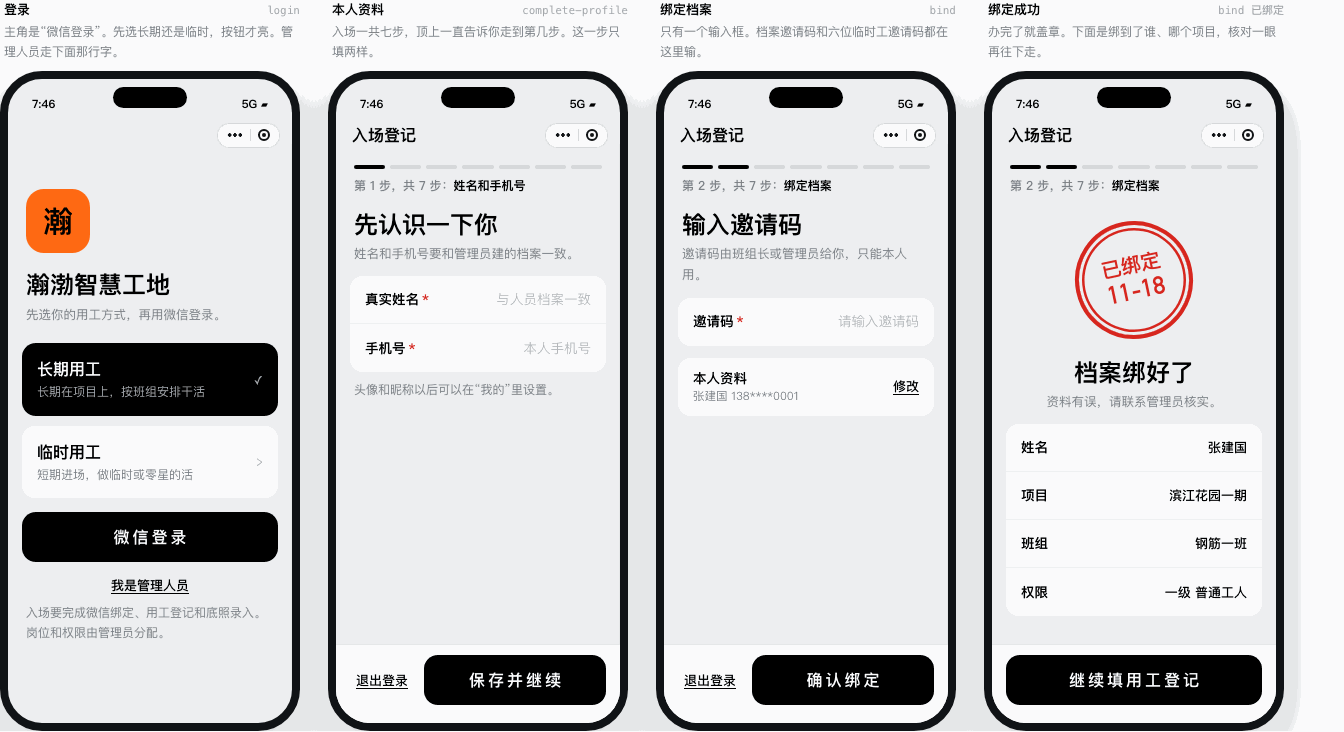 登录 login
主角是“微信登录”。先选长期还是临时，按钮才亮。管
理人员走下面那行字。
7:46 5G
瀚
瀚渤智慧工地
先选你的用工方式，再用微信登录。
长期用工
长期在项目上，按班组安排干活
临时用工
短期进场，做临时或零星的活
微信登录
我是管理人员
入场要完成微信绑定、用工登记和底照录入。
岗位和权限由管理员分配。
本人资料 complete-profile
入场一共七步，顶上一直告诉你走到第几步。这一步只
填两样。
7:46 5G
入场登记
第 1 步，共 7 步：姓名和手机号
先认识一下你
姓名和手机号要和管理员建的档案一致。
真实姓名 * 与人员档案一致
手机号 * 本人手机号
头像和昵称以后可以在“我的”里设置。
退出登录 保存并继续
绑定档案 bind
只有一个输入框。档案邀请码和六位临时工邀请码都在
这里输。
7:46 5G
入场登记
第 2 步，共 7 步：绑定档案
输入邀请码
邀请码由班组长或管理员给你，只能本人
用。
邀请码 * 请输入邀请码
本人资料
张建国 138****0001
修改
退出登录 确认绑定
绑定成功 bind 已绑定
办完了就盖章。下面是绑到了谁、哪个项目，核对一眼
再往下走。
7:46 5G
入场登记
第 2 步，共 7 步：绑定档案
已绑定
11-18
档案绑好了
资料有误，请联系管理员核实。
姓名 张建国
项目 滨江花园一期
班组 钢筋一班
权限 一级 普通工人
继续填用工登记